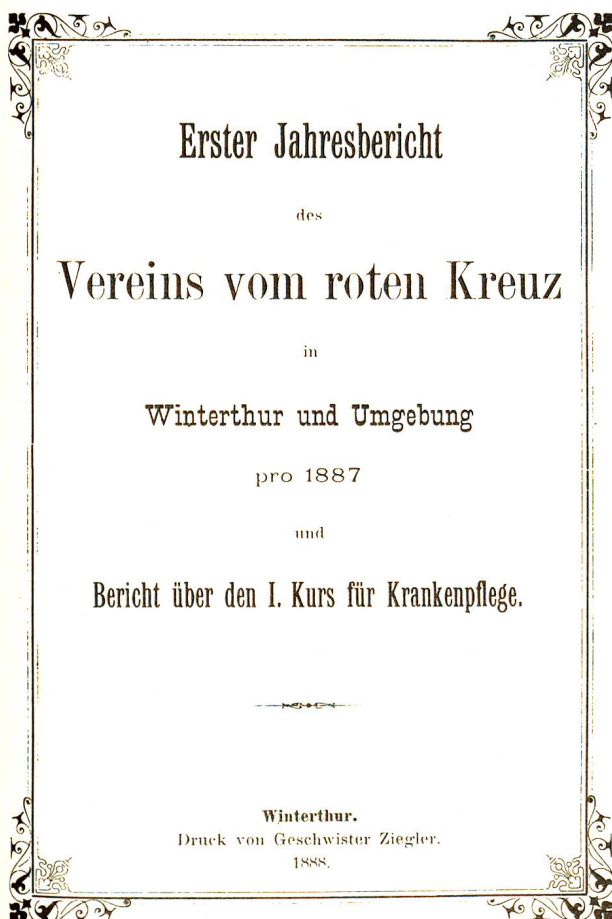 Erster Jahresbericht
des
Vereins vom roten Kreuz
in
Winterthur und Umgebung
pro 1887
und
Bericht über den I. Kurs für Krankenpflege.
Winterthur.
Druck von Geschwister Ziegler.
1888.